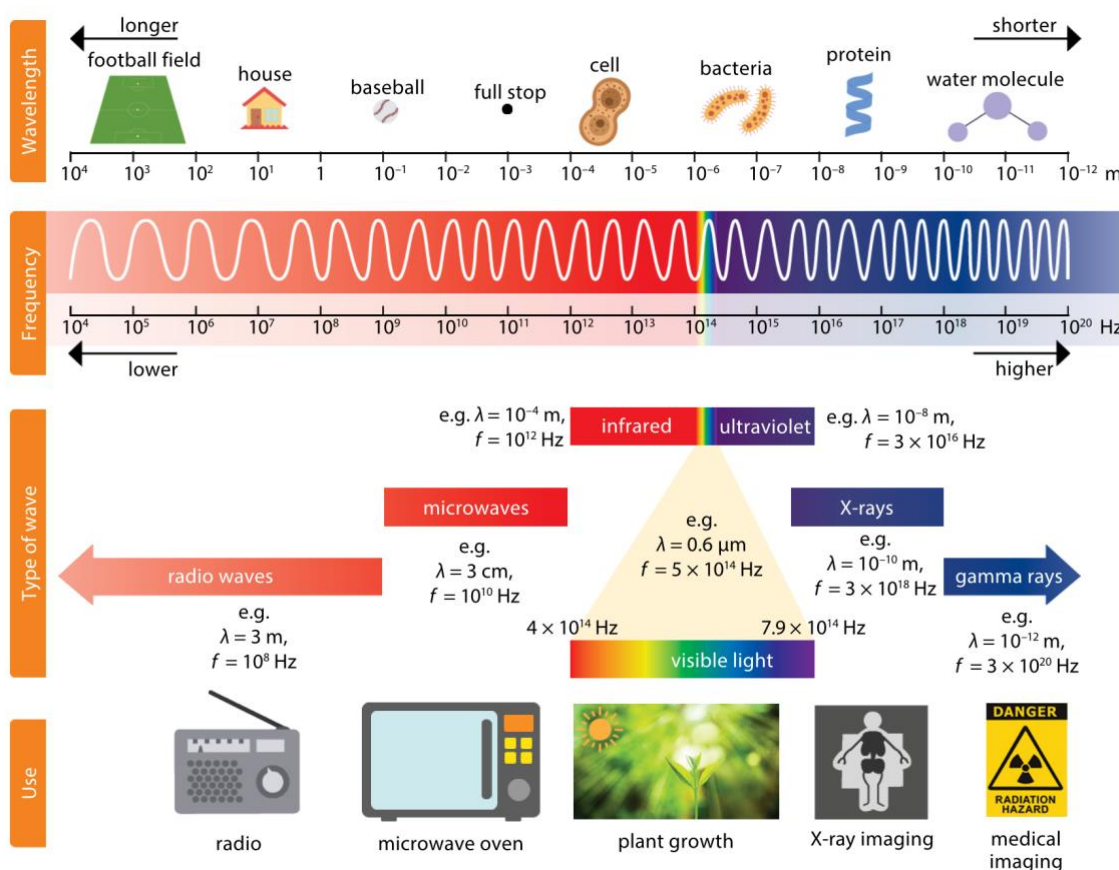 Wavelength
longer
shorter
football field
house
baseball
full stop
cell
bacteria
protein
water molecule
10⁴ 10³ 10² 10¹ 1 10⁻¹ 10⁻² 10⁻³ 10⁻⁴ 10⁻⁵ 10⁻⁶ 10⁻⁷ 10⁻⁸ 10⁻⁹ 10⁻¹⁰ 10⁻¹¹ 10⁻¹² m
Frequency
10⁴ 10⁵ 10⁶ 10⁷ 10⁸ 10⁹ 10¹⁰ 10¹¹ 10¹² 10¹³ 10¹⁴ 10¹⁵ 10¹⁶ 10¹⁷ 10¹⁸ 10¹⁹ 10²⁰ Hz
lower
higher
Type of wave
e.g. λ = 10⁻⁴ m,
f = 10¹² Hz
infrared
ultraviolet
e.g. λ = 10⁻⁸ m,
f = 3 × 10¹⁶ Hz
microwaves
e.g.
λ = 3 cm,
f = 10¹⁰ Hz
e.g.
λ = 0.6 µm
f = 5 × 10¹⁴ Hz
X-rays
e.g.
λ = 10⁻¹⁰ m,
f = 3 × 10¹⁸ Hz
radio waves
e.g.
λ = 3 m,
f = 10⁸ Hz
gamma rays
e.g.
λ = 10⁻¹² m,
f = 3 × 10²⁰ Hz
4 × 10¹⁴ Hz
7.9 × 10¹⁴ Hz
visible light
Use
radio
microwave oven
plant growth
X-ray imaging
DANGER
RADIATION
HAZARD
medical
imaging